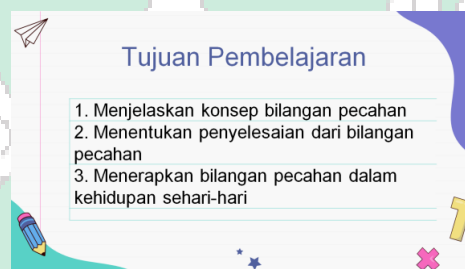 Tujuan Pembelajaran
1. Menjelaskan konsep bilangan pecahan
2. Menentukan penyelesaian dari bilangan
pecahan
3. Menerapkan bilangan pecahan dalam
kehidupan sehari-hari